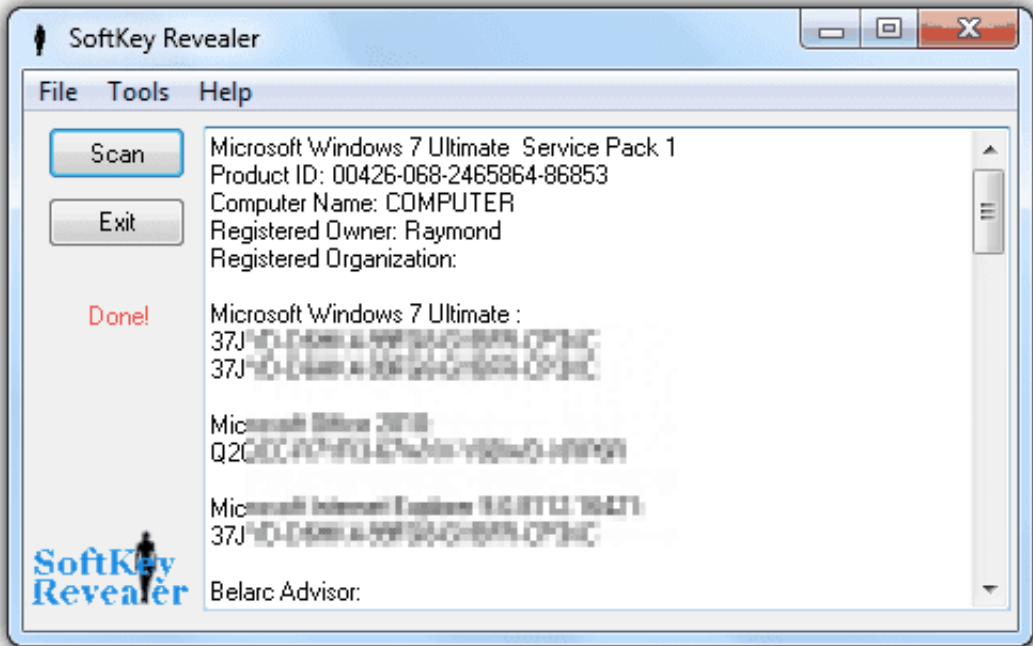 SoftKey Revealer
File Tools Help
Scan
Exit
Done!
Microsoft Windows 7 Ultimate Service Pack 1
Product ID: 00426-068-2465864-86853
Computer Name: COMPUTER
Registered Owner: Raymond
Registered Organization:
Microsoft Windows 7 Ultimate :
37J
37J
Mic
Q2
Mic
37J
Belarc Advisor:
SoftKey
Revealèr